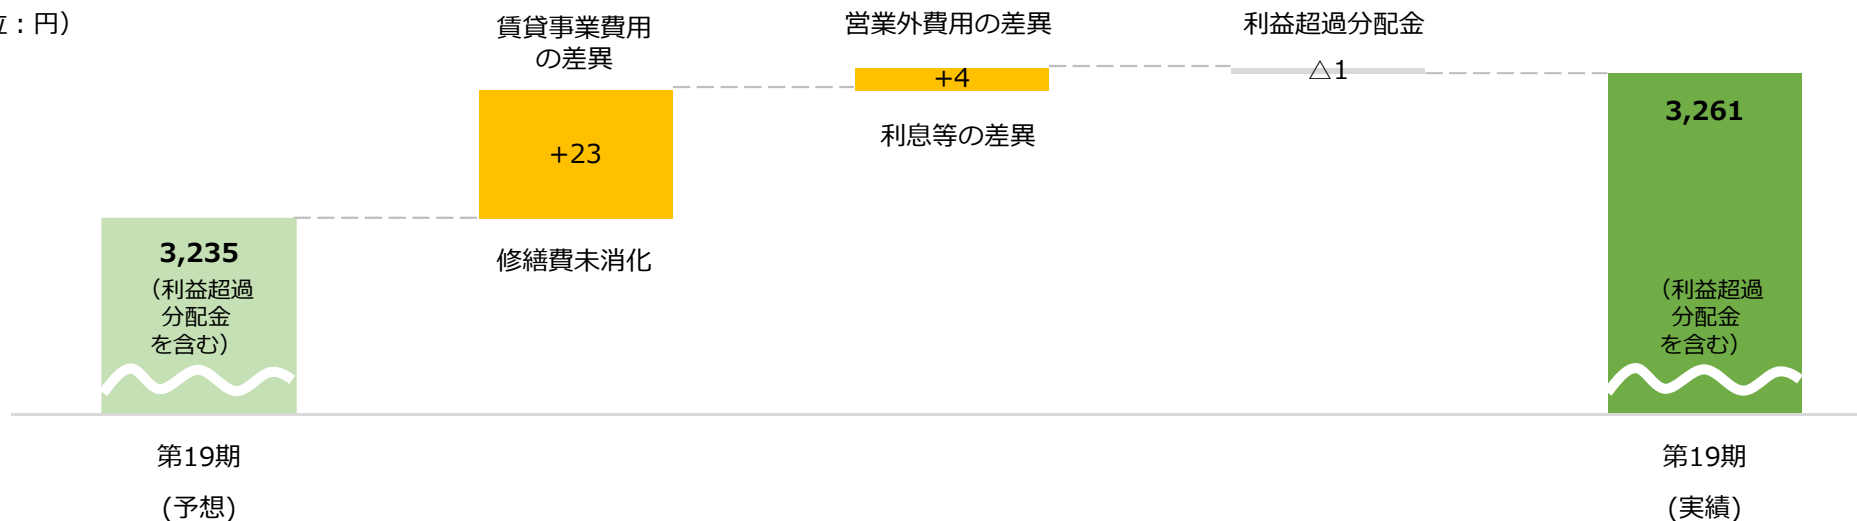 ：円）
賃貸事業費用
の差異
営業外費用の差異
利益超過分配金
+23
+4
△1
修繕費未消化
利息等の差異
3,235
（利益超過
分配金
を含む）
3,261
（利益超過
分配金
を含む）
第19期
(予想)
第19期
(実績)